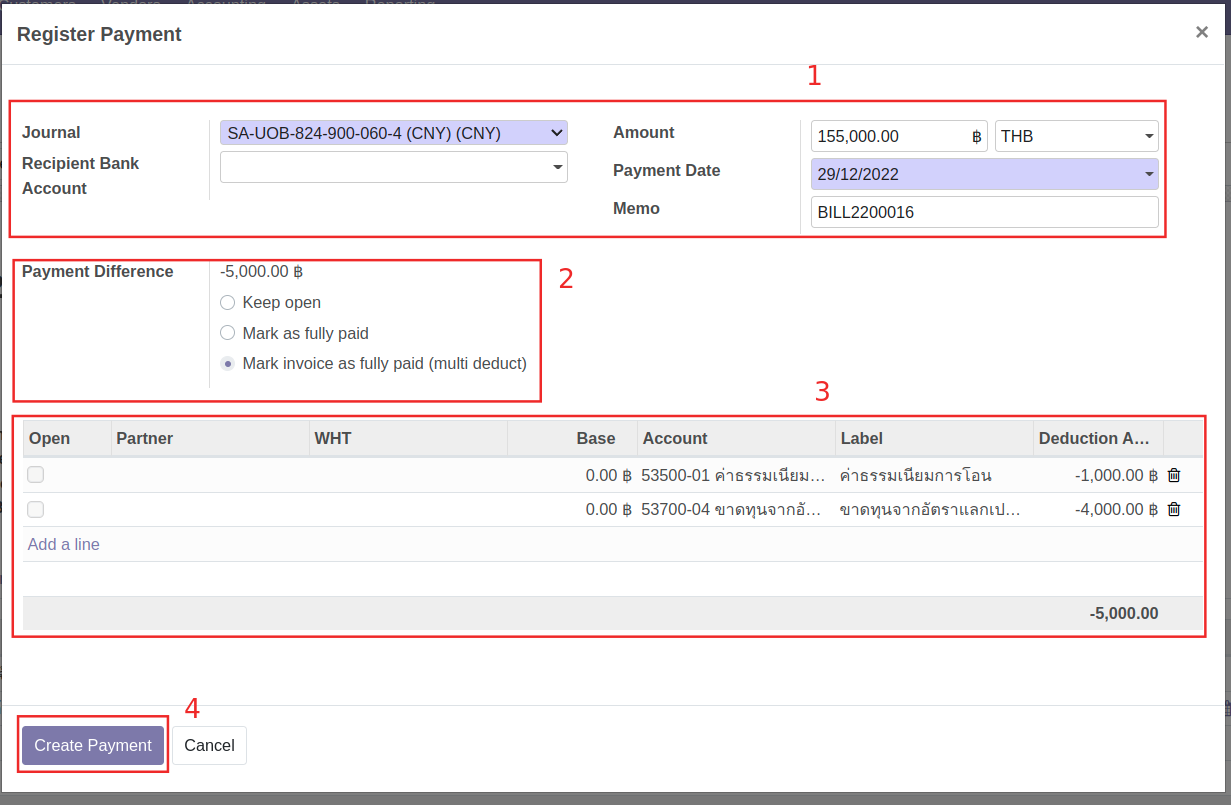 Customers Vendors Accounting Assets Reporting
Register Payment ×
1
Journal SA-UOB-824-900-060-4 (CNY) (CNY) Amount 155,000.00 ฿ THB
Recipient Bank Account Payment Date 29/12/2022
Memo BILL2200016
Payment Difference -5,000.00 ฿
2
Keep open
Mark as fully paid
Mark invoice as fully paid (multi deduct)
3
Open Partner WHT Base Account Label Deduction A...
0.00 ฿ 53500-01 ค่าธรรมเนียม... ค่าธรรมเนียมการโอน -1,000.00 ฿
0.00 ฿ 53700-04 ขาดทุนจากอั... ขาดทุนจากอัตราแลกเป... -4,000.00 ฿
Add a line
-5,000.00
4
Create Payment Cancel